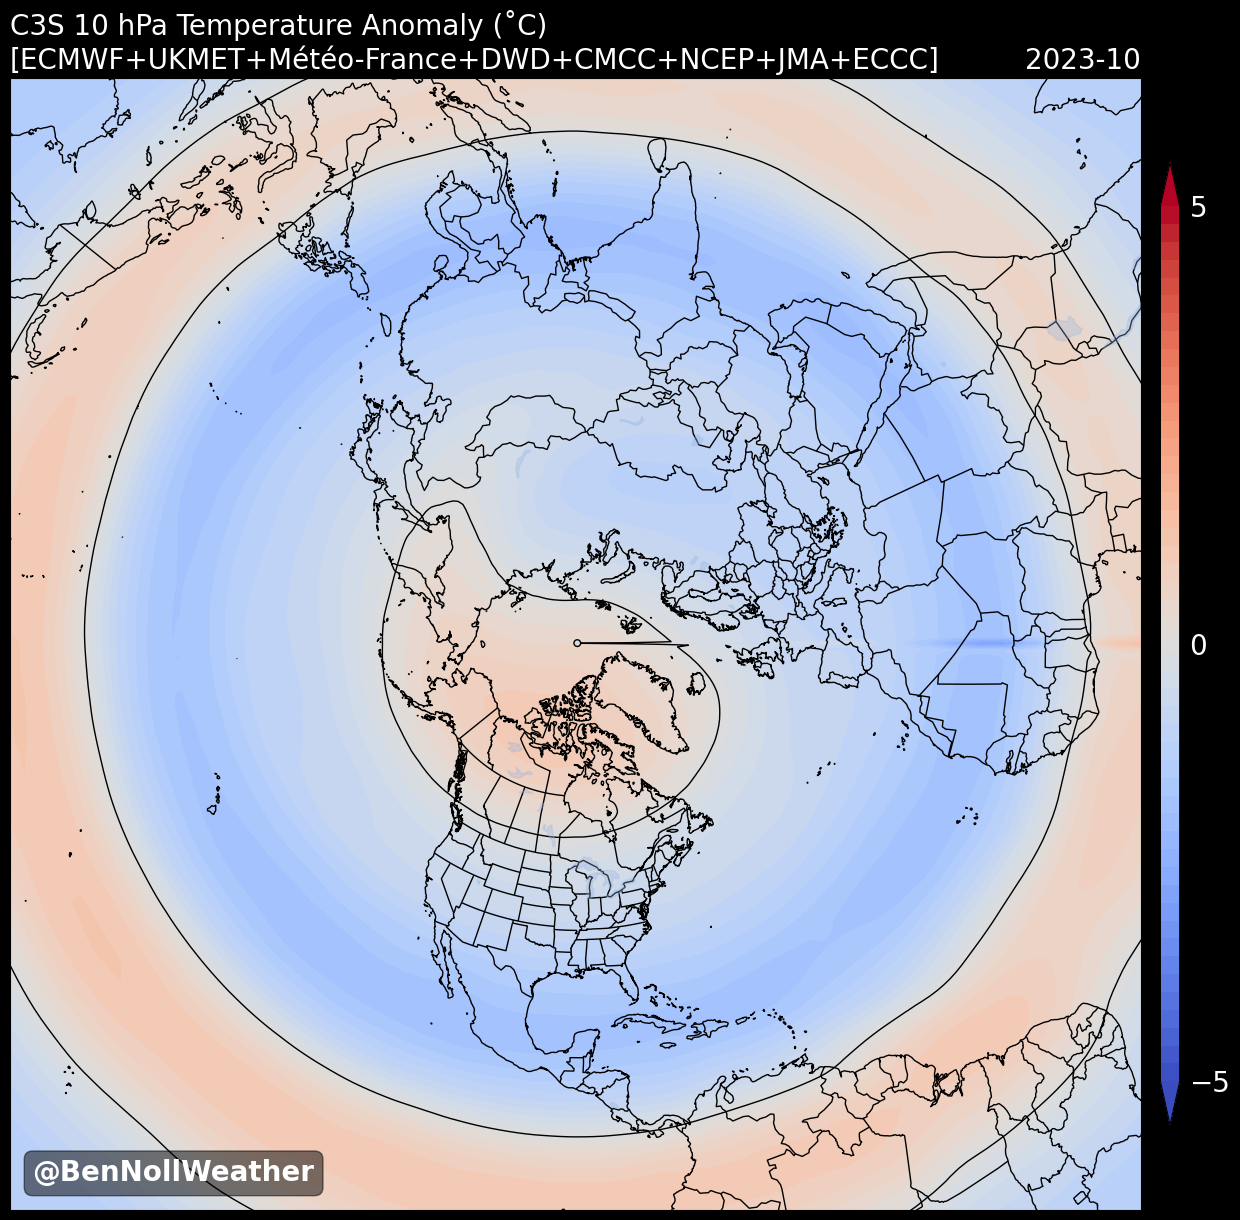 C3S 10 hPa Temperature Anomaly (˚C)
[ECMWF+UKMET+Météo-France+DWD+CMCC+NCEP+JMA+ECCC] 2023-10
5
0
−5
@BenNollWeather